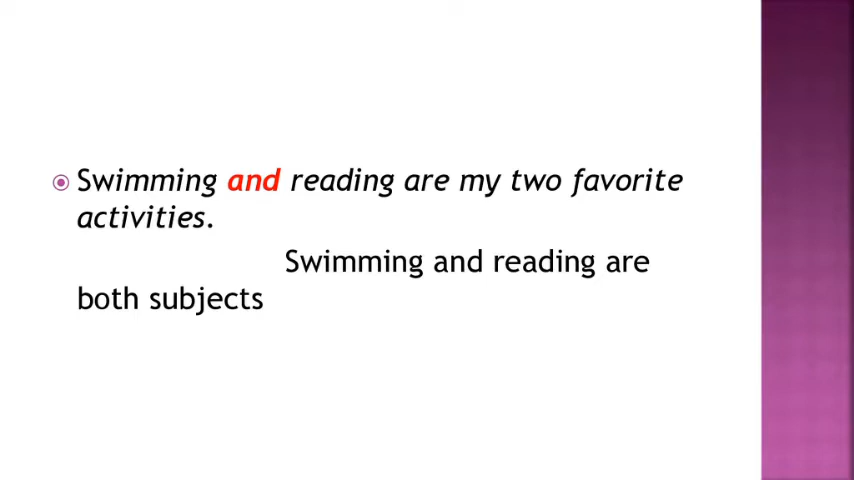 Swimming and reading are my two favorite
activities.
Swimming and reading are
both subjects